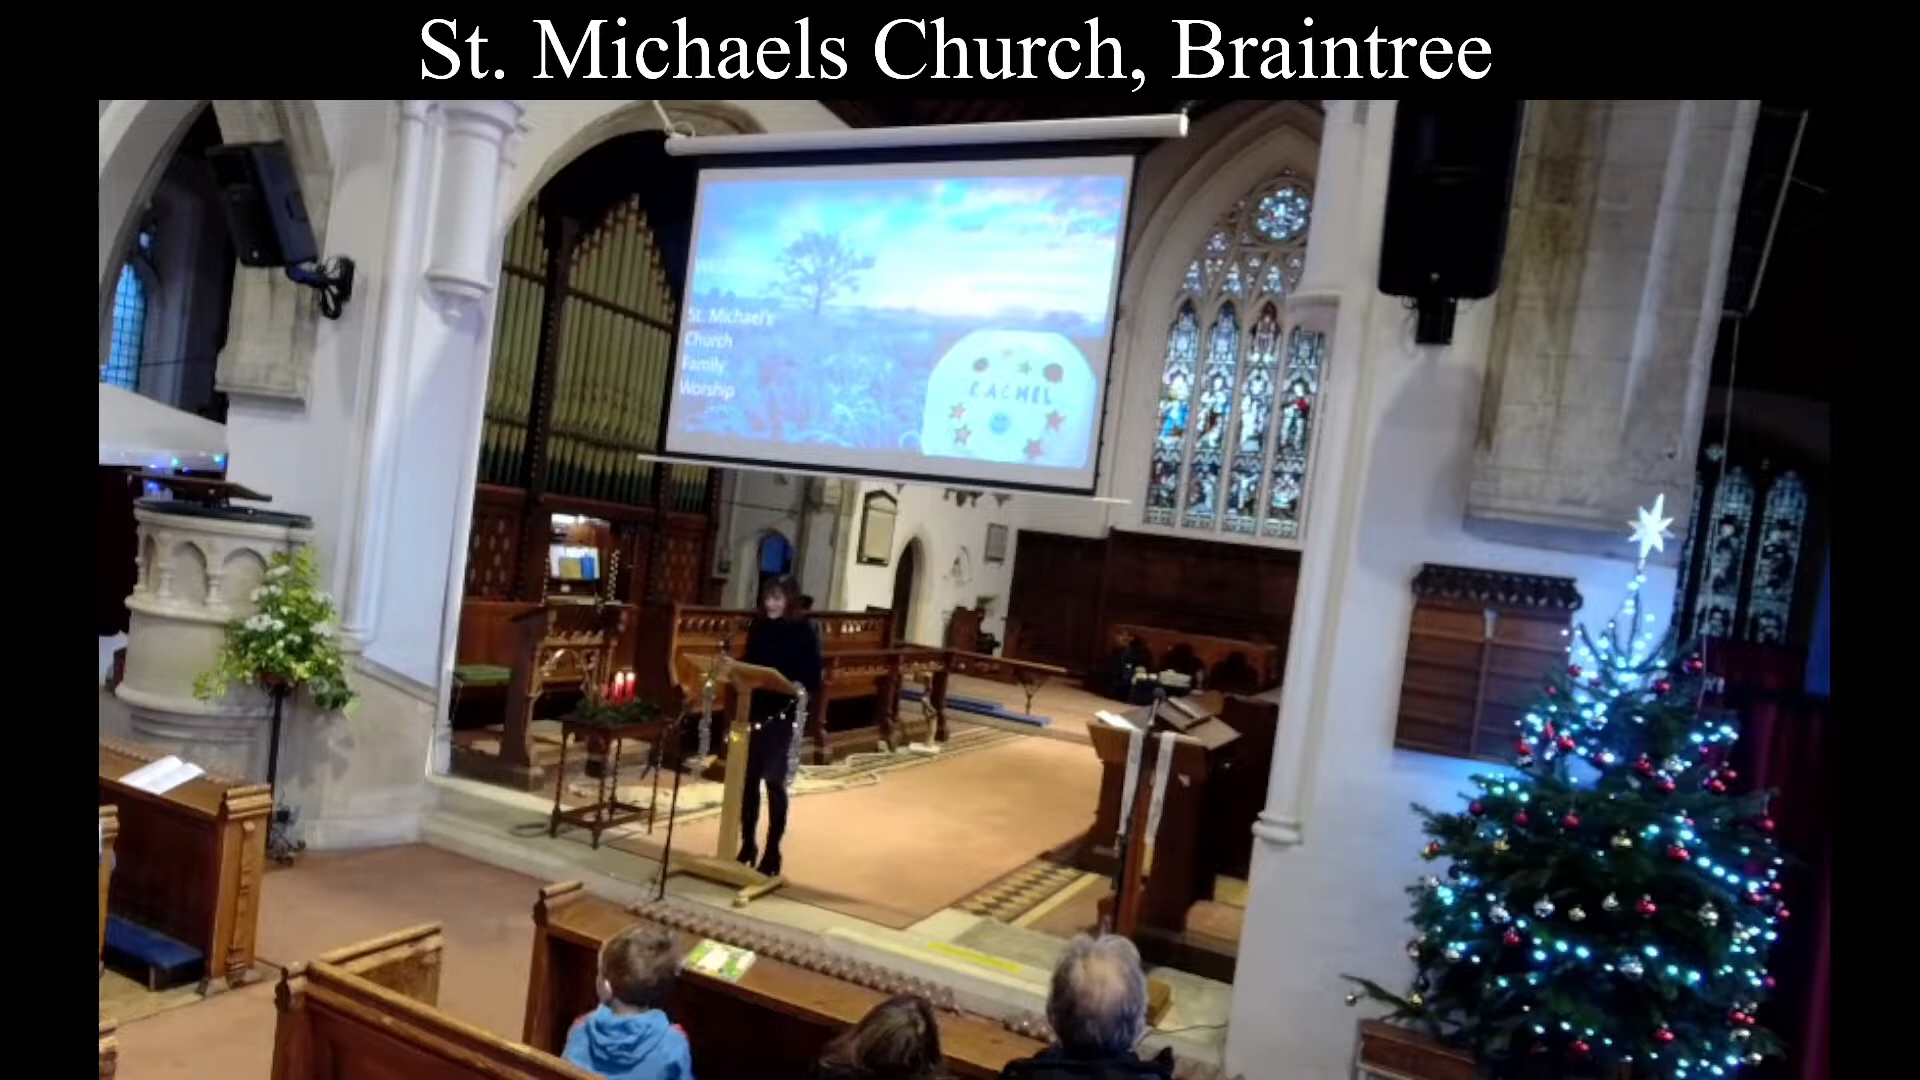 St. Michaels Church, Braintree
St. Michael's
Church
Family
Worship
RACHEL